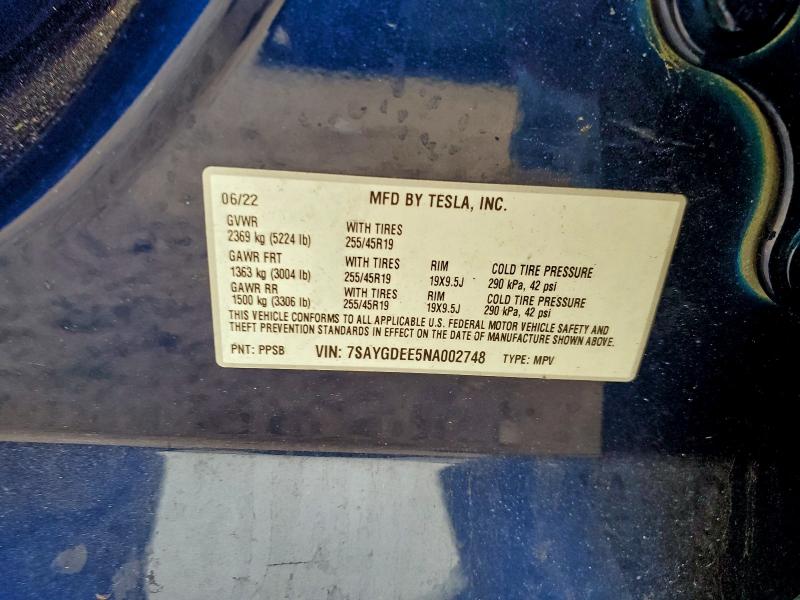 06/22 MFD BY TESLA, INC.
GVWR
2369 kg (5224 lb) WITH TIRES 255/45R19
GAWR FRT
1363 kg (3004 lb) WITH TIRES 255/45R19 RIM 19X9.5J COLD TIRE PRESSURE 290 kPa, 42 psi
GAWR RR
1500 kg (3306 lb) WITH TIRES 255/45R19 RIM 19X9.5J COLD TIRE PRESSURE 290 kPa, 42 psi
THIS VEHICLE CONFORMS TO ALL APPLICABLE U.S. FEDERAL MOTOR VEHICLE SAFETY AND
THEFT PREVENTION STANDARDS IN EFFECT ON THE DATE OF MANUFACTURE SHOWN ABOVE.
PNT: PPSB VIN: 7SAYGDEE5NA002748 TYPE: MPV